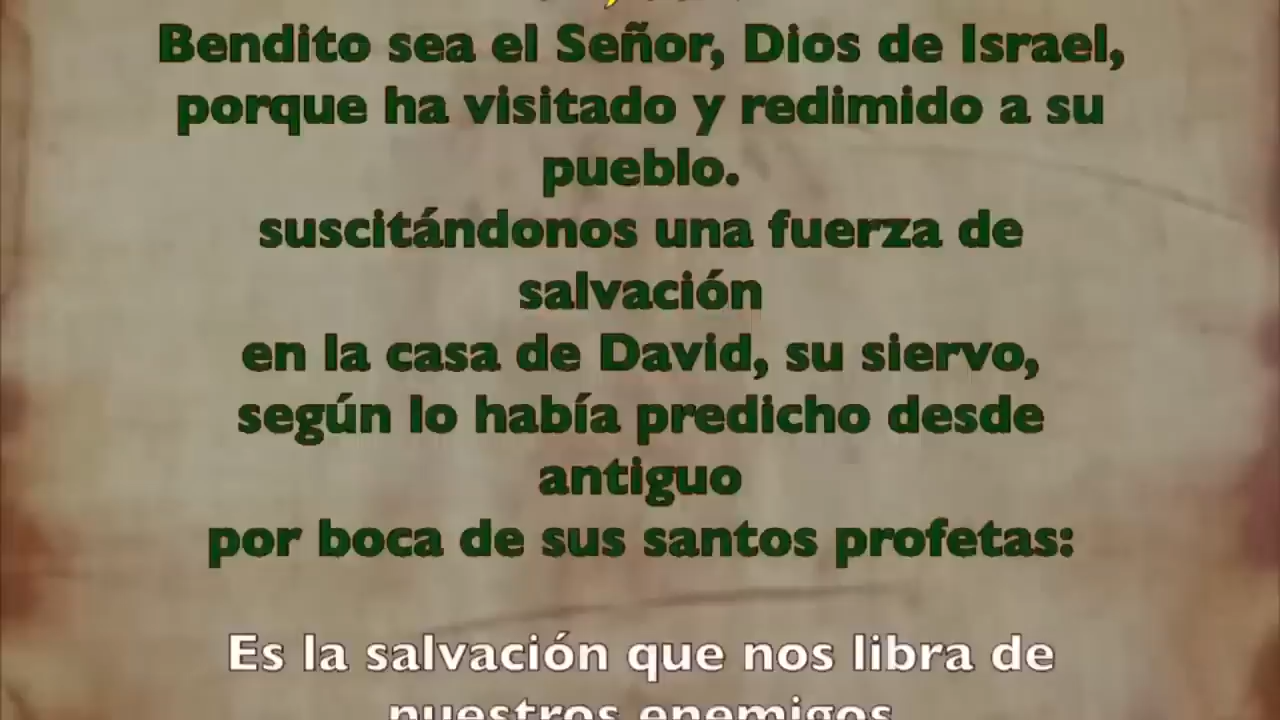 Bendito sea el Señor, Dios de Israel,
porque ha visitado y redimido a su
pueblo.
suscitándonos una fuerza de
salvación
en la casa de David, su siervo,
según lo había predicho desde
antiguo
por boca de sus santos profetas:
Es la salvación que nos libra de
nuestros enemigos